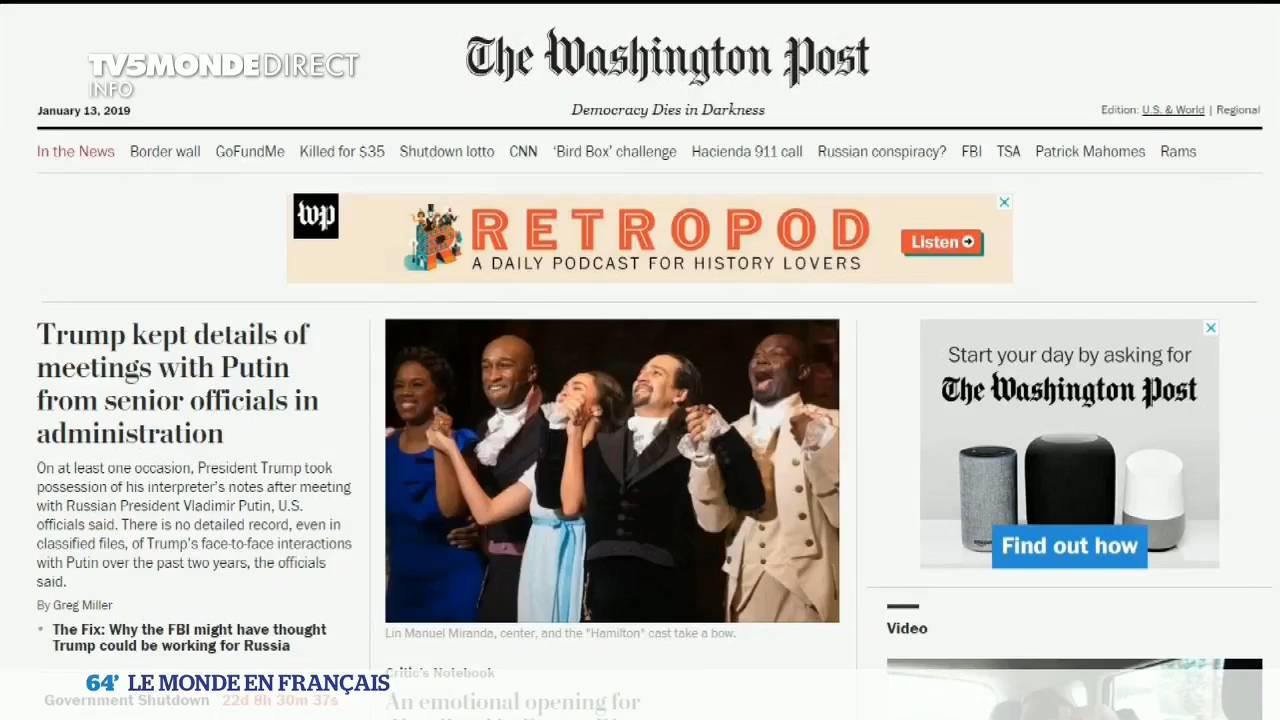 TV5MONDEDIRECT
INFO
The Washington Post
January 13, 2019
Democracy Dies in Darkness
Edition: U.S. & World | Regional
In the News Border wall GoFundMe Killed for $35 Shutdown lotto CNN 'Bird Box' challenge Hacienda 911 call Russian conspiracy? FBI TSA Patrick Mahomes Rams
wp
RETROPOD
A DAILY PODCAST FOR HISTORY LOVERS
Listen
Trump kept details of
meetings with Putin
from senior officials in
administration
On at least one occasion, President Trump took
possession of his interpreter's notes after meeting
with Russian President Vladimir Putin, U.S.
officials said. There is no detailed record, even in
classified files, of Trump's face-to-face interactions
with Putin over the past two years, the officials
said.
By Greg Miller
• The Fix: Why the FBI might have thought
Trump could be working for Russia
Government Shutdown 22d 8h 30m 37s
Lin Manuel Miranda, center, and the "Hamilton" cast take a bow.
Critic's Notebook
An emotional opening for
Start your day by asking for
The Washington Post
Find out how
Video
64' LE MONDE EN FRANÇAIS